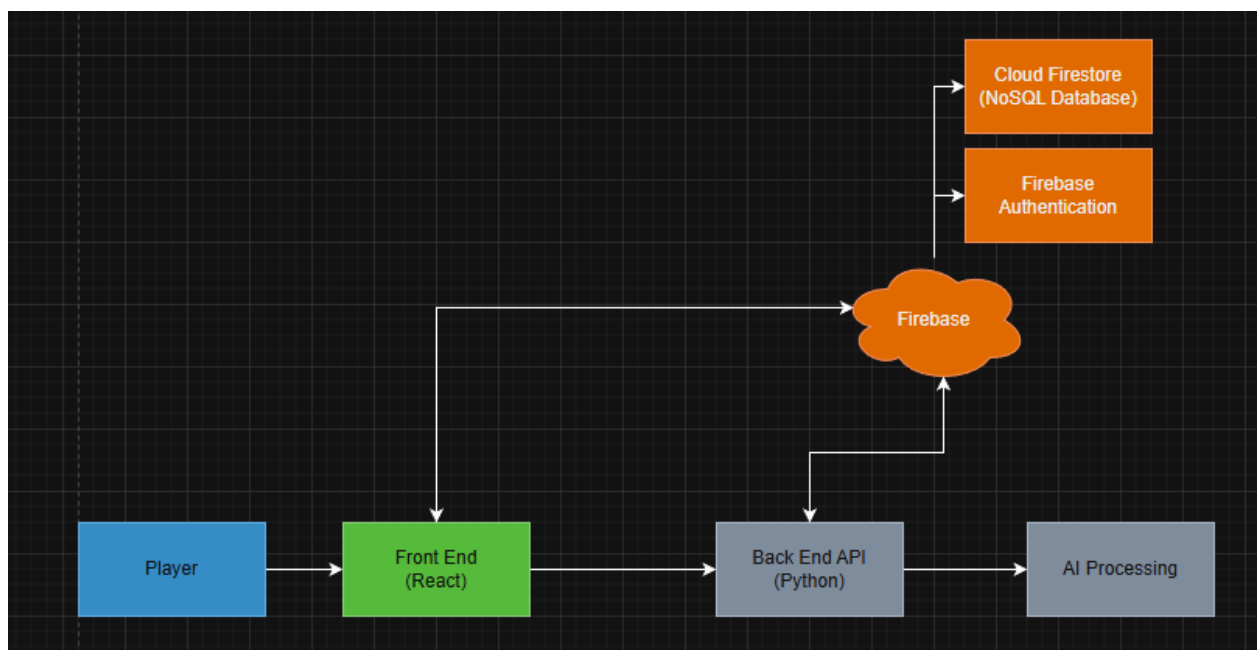 Cloud Firestore
(NoSQL Database)
Firebase
Authentication
Firebase
Player
Front End
(React)
Back End API
(Python)
AI Processing